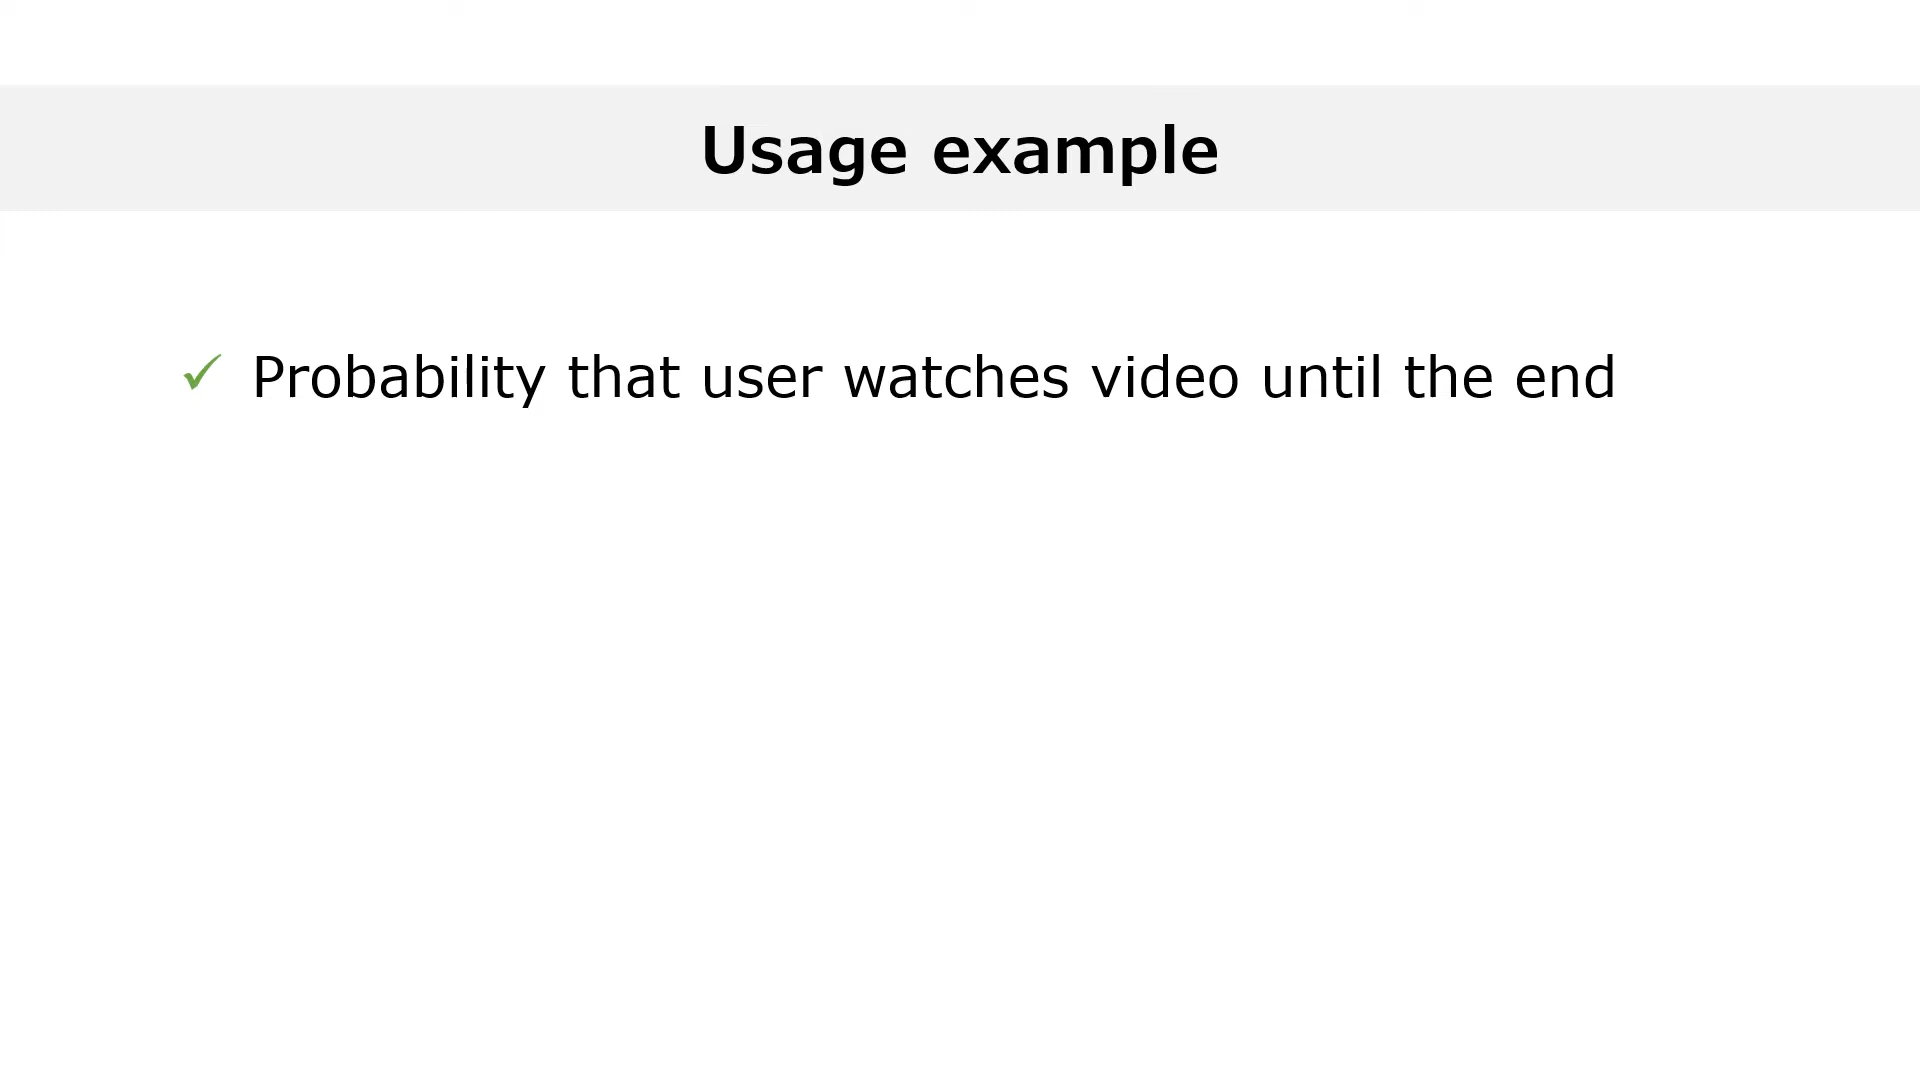 Usage example
✓ Probability that user watches video until the end